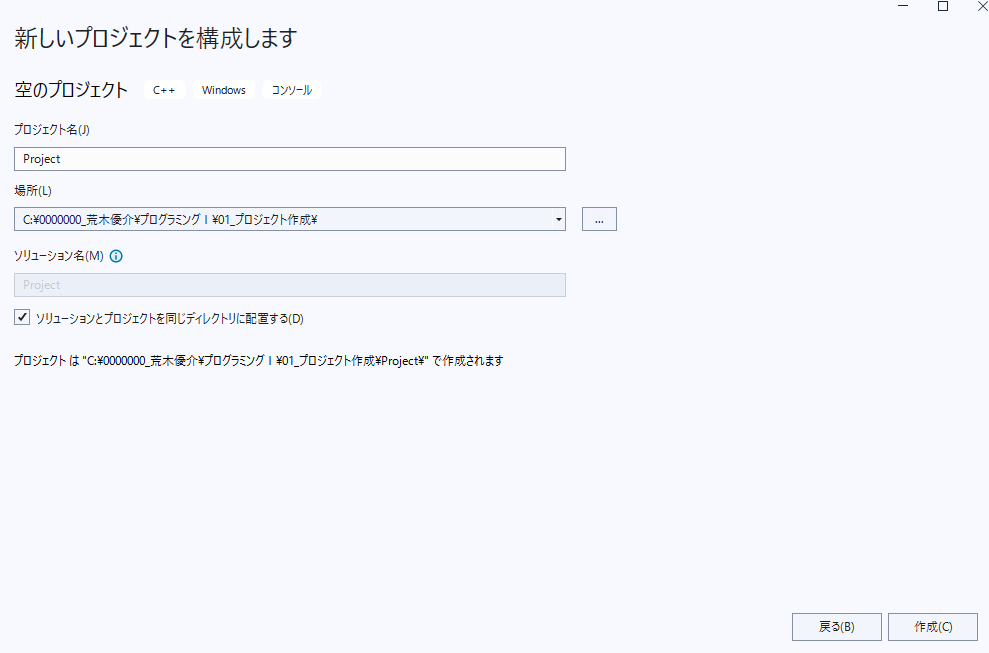 新しいプロジェクトを構成します
空のプロジェクト C++ Windows コンソール
プロジェクト名(J)
Project
場所(L)
C:¥0000000_荒木優介¥プログラミングⅠ¥01_プロジェクト作成¥
...
ソリューション名(M)
Project
ソリューションとプロジェクトを同じディレクトリに配置する(D)
プロジェクト は "C:¥0000000_荒木優介¥プログラミングⅠ¥01_プロジェクト作成¥Project¥" で作成されます
戻る(B) 作成(C)